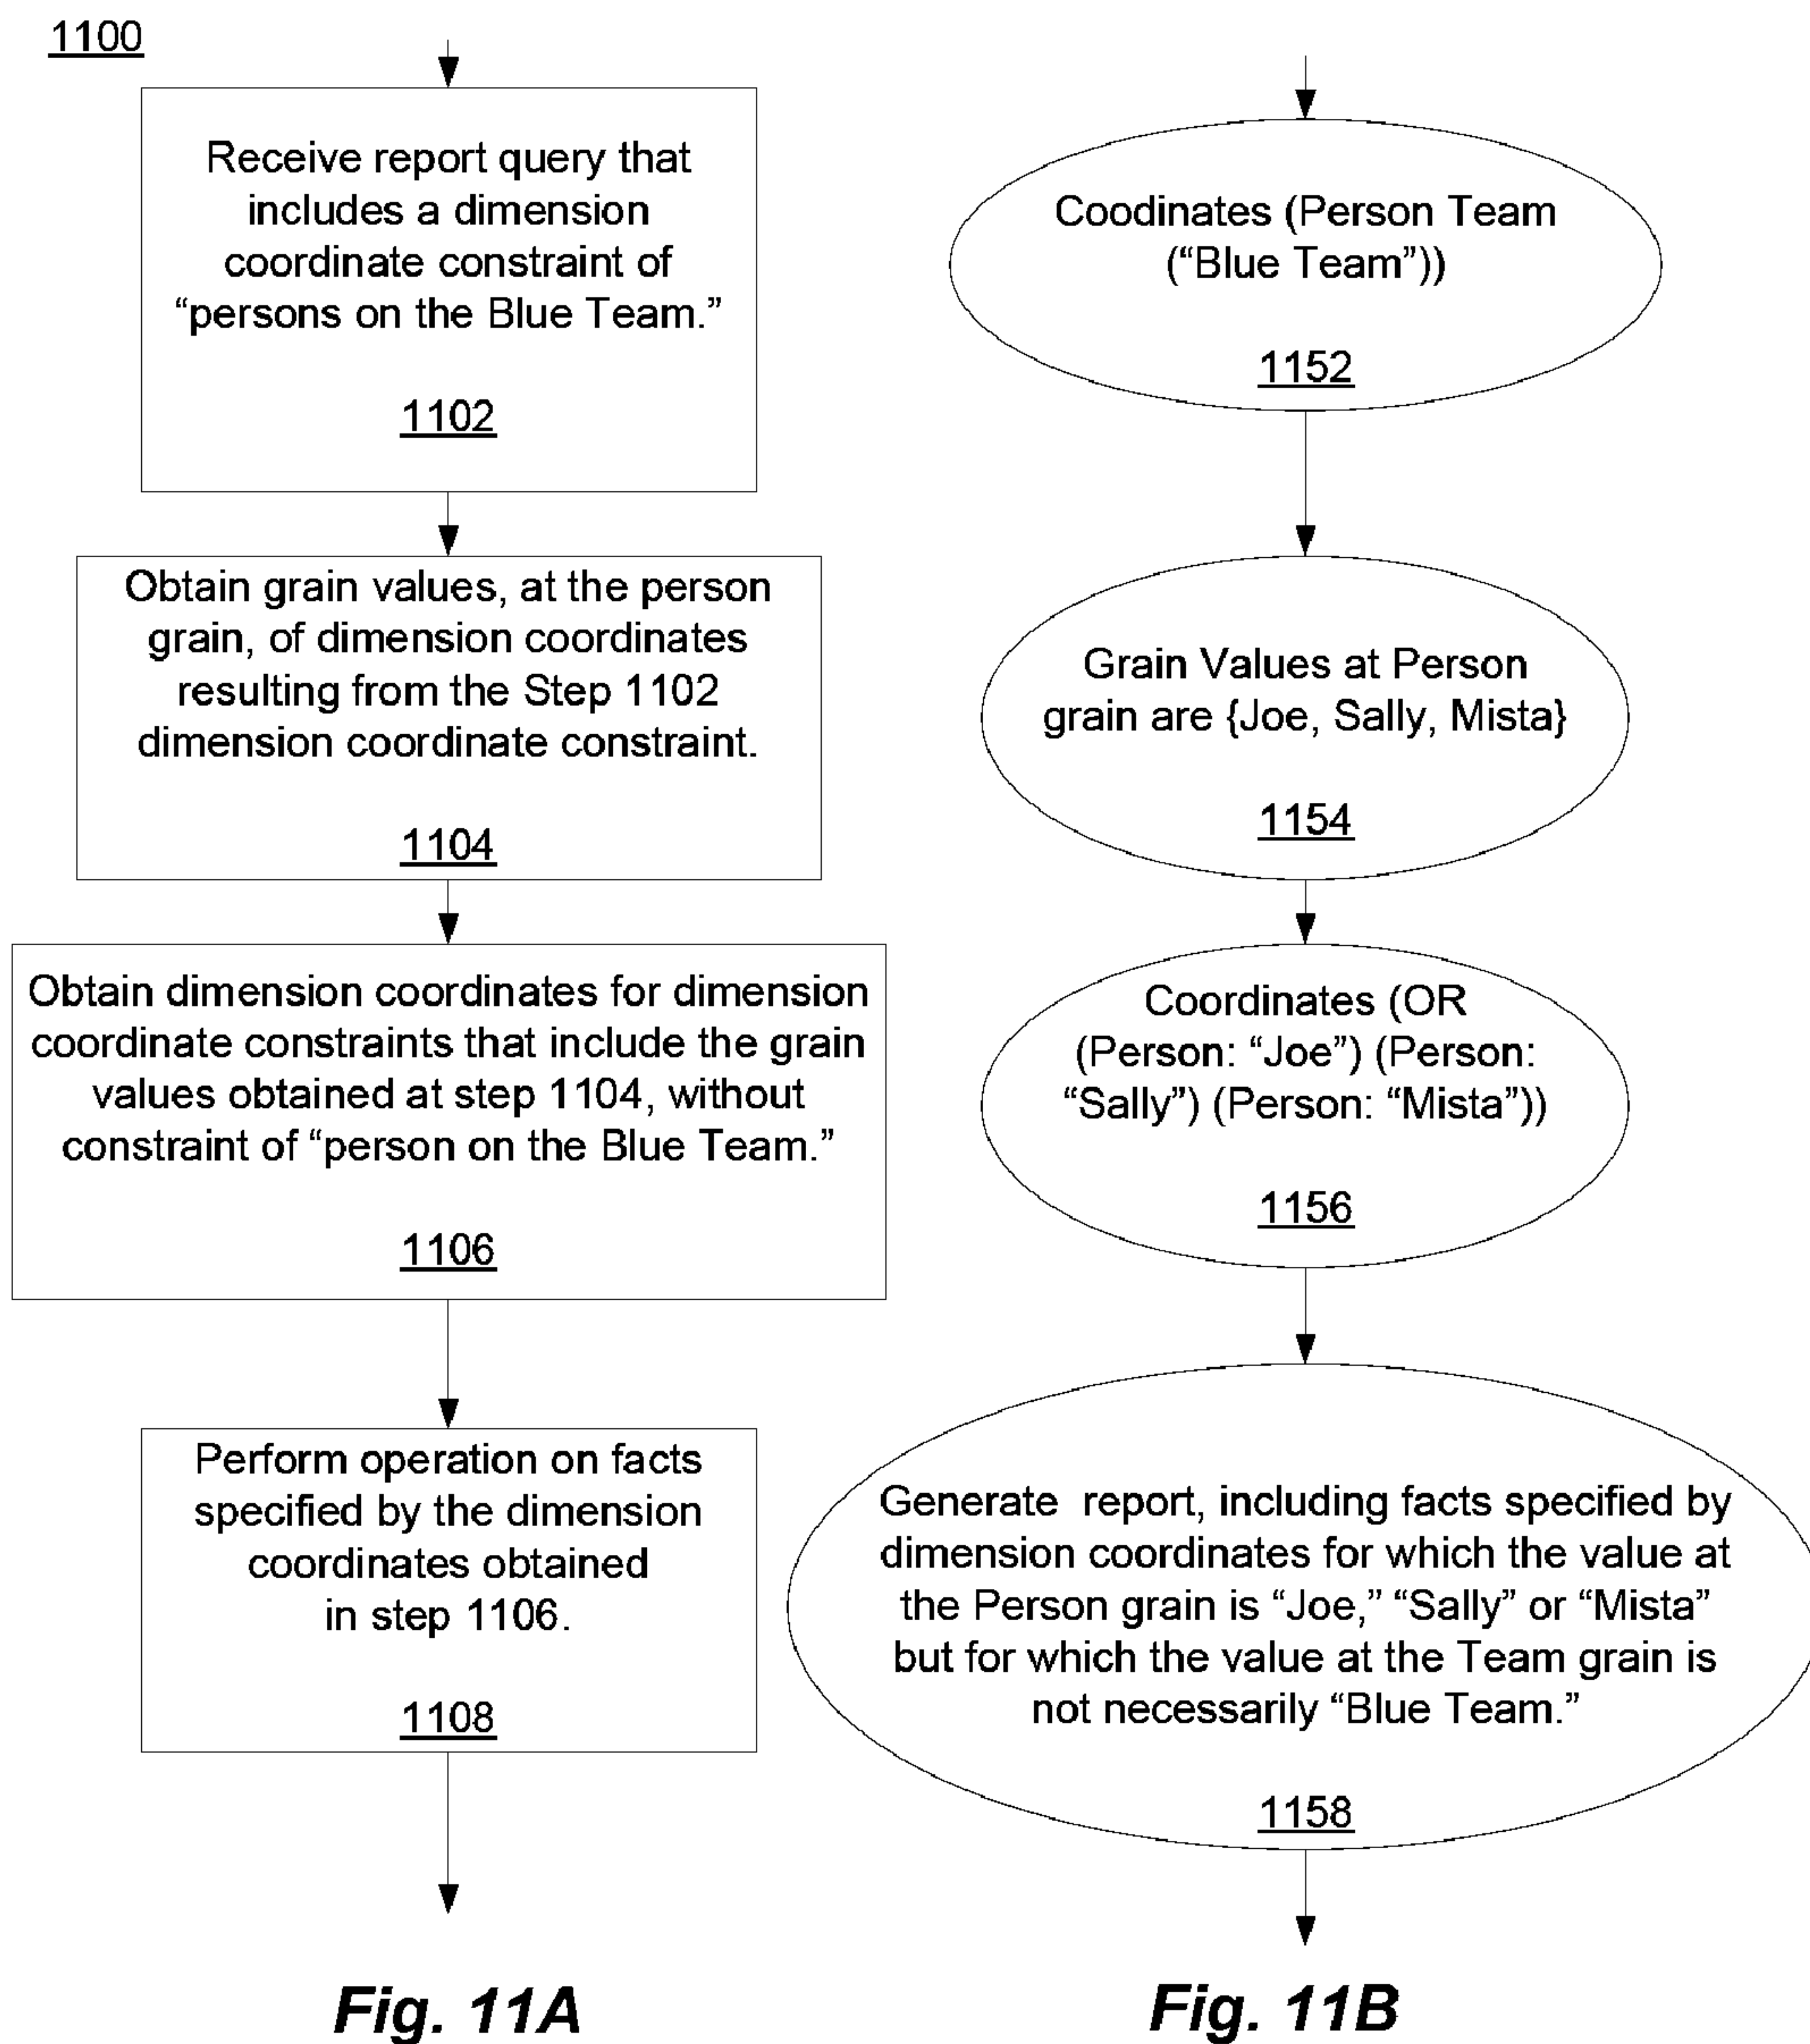 1100
Receive report query that
includes a dimension
coordinate constraint of
“persons on the Blue Team.”
1102
Obtain grain values, at the person
grain, of dimension coordinates
resulting from the Step 1102
dimension coordinate constraint.
1104
Obtain dimension coordinates for dimension
coordinate constraints that include the grain
values obtained at step 1104, without
constraint of “person on the Blue Team.”
1106
Perform operation on facts
specified by the dimension
coordinates obtained
in step 1106.
1108
Fig. 11A
Coodinates (Person Team
(“Blue Team”))
1152
Grain Values at Person
grain are {Joe, Sally, Mista}
1154
Coordinates (OR
(Person: “Joe”) (Person:
“Sally”) (Person: “Mista”))
1156
Generate report, including facts specified by
dimension coordinates for which the value at
the Person grain is “Joe,” “Sally” or “Mista”
but for which the value at the Team grain is
not necessarily “Blue Team.”
1158
Fig. 11B